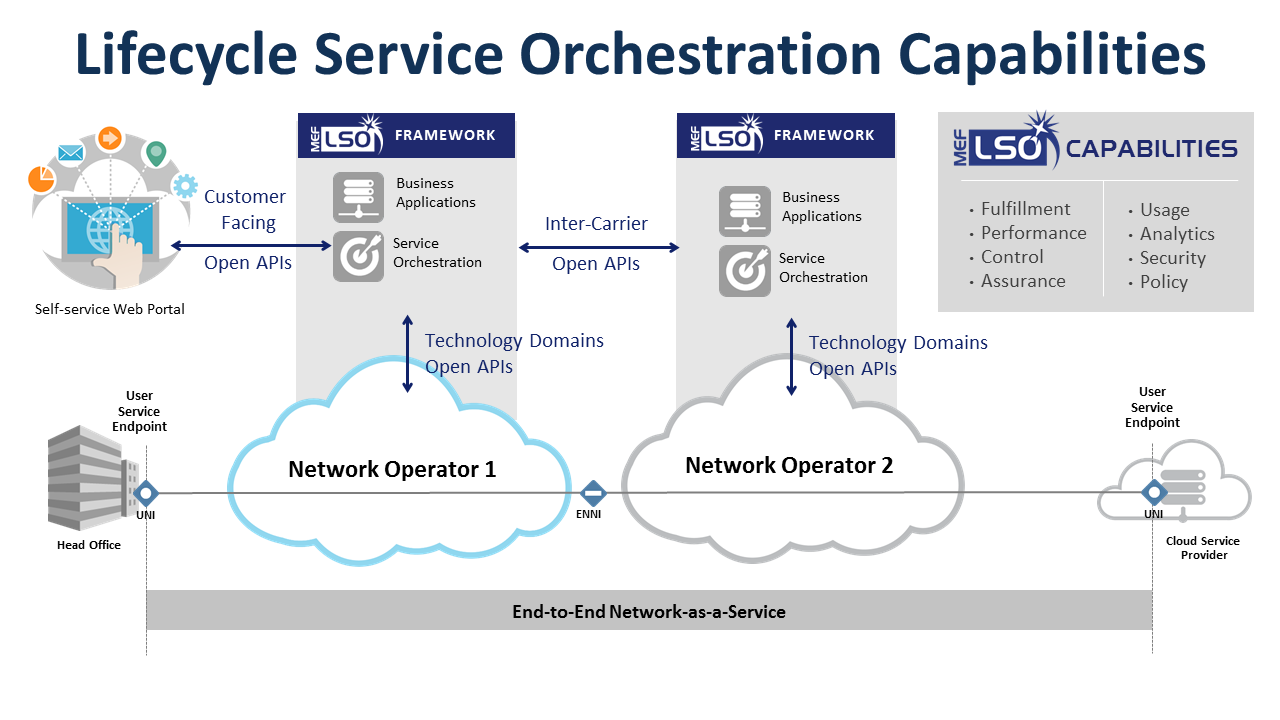 Lifecycle Service Orchestration Capabilities
MEF LSO FRAMEWORK
MEF LSO FRAMEWORK
MEF LSO CAPABILITIES
Business
Applications
Service
Orchestration
Business
Applications
Service
Orchestration
• Fulfillment
• Performance
• Control
• Assurance
• Usage
• Analytics
• Security
• Policy
Customer
Facing
Open APIs
Inter-Carrier
Open APIs
Self-service Web Portal
Technology Domains
Open APIs
Technology Domains
Open APIs
User
Service
Endpoint
User
Service
Endpoint
Network Operator 1
Network Operator 2
UNI
ENNI
UNI
Head Office
Cloud Service
Provider
End-to-End Network-as-a-Service